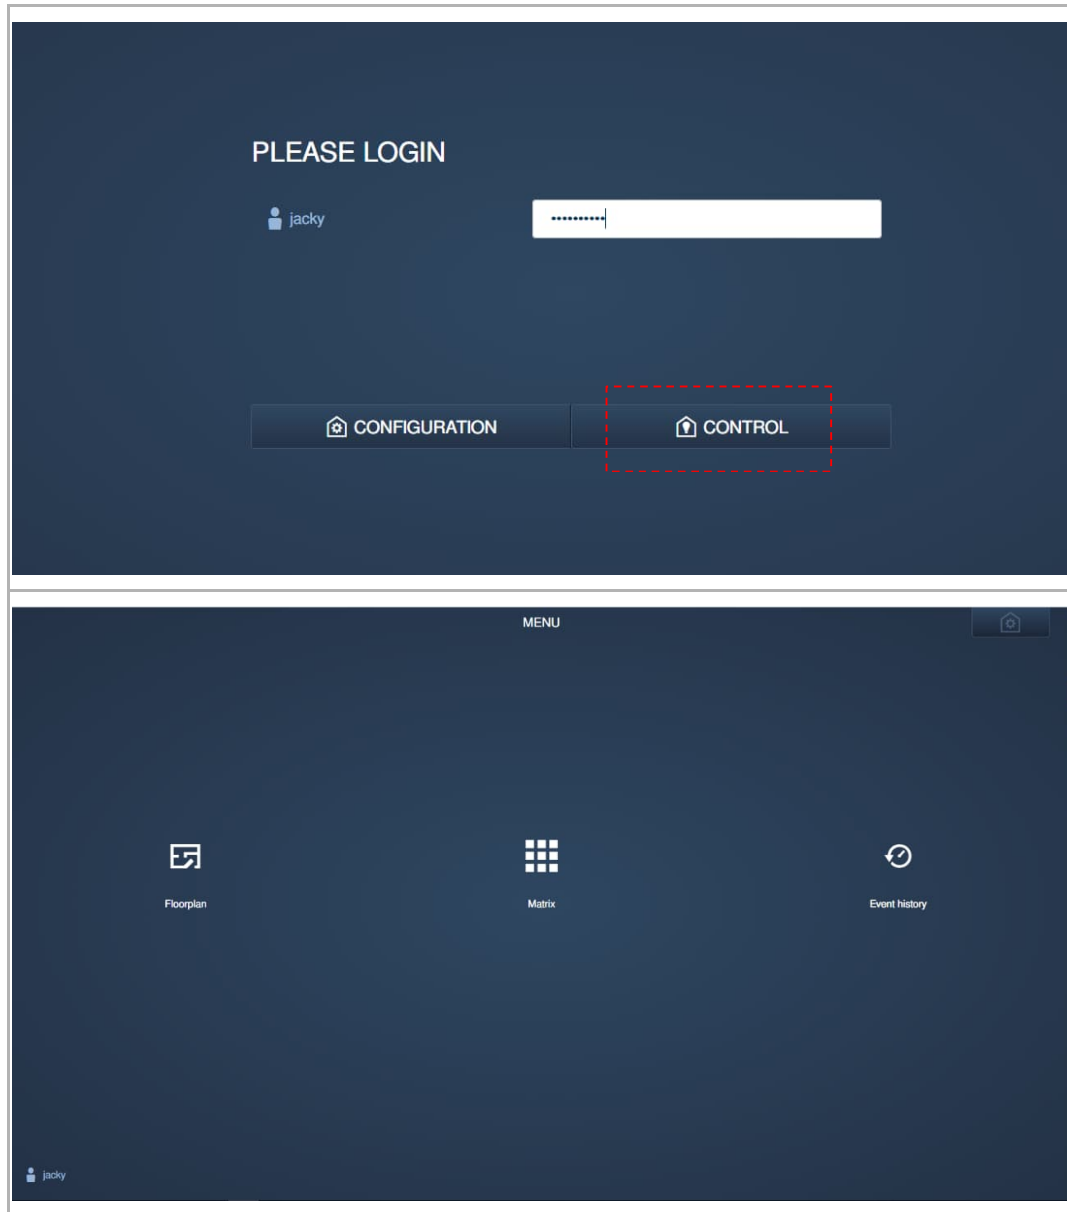 PLEASE LOGIN
jacky
CONFIGURATION CONTROL
MENU
Floorplan Matrix Event history
jacky